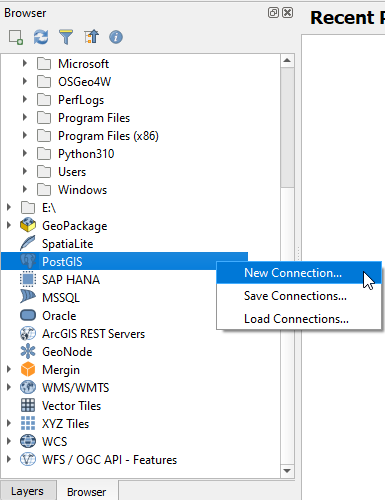 Browser
Recent P
Microsoft
OSGeo4W
PerfLogs
Program Files
Program Files (x86)
Python310
Users
Windows
E:\
GeoPackage
SpatiaLite
PostGIS
New Connection...
SAP HANA
MSSQL
Save Connections...
Oracle
Load Connections...
ArcGIS REST Servers
GeoNode
Mergin
WMS/WMTS
Vector Tiles
XYZ Tiles
WCS
WFS / OGC API - Features
Layers
Browser